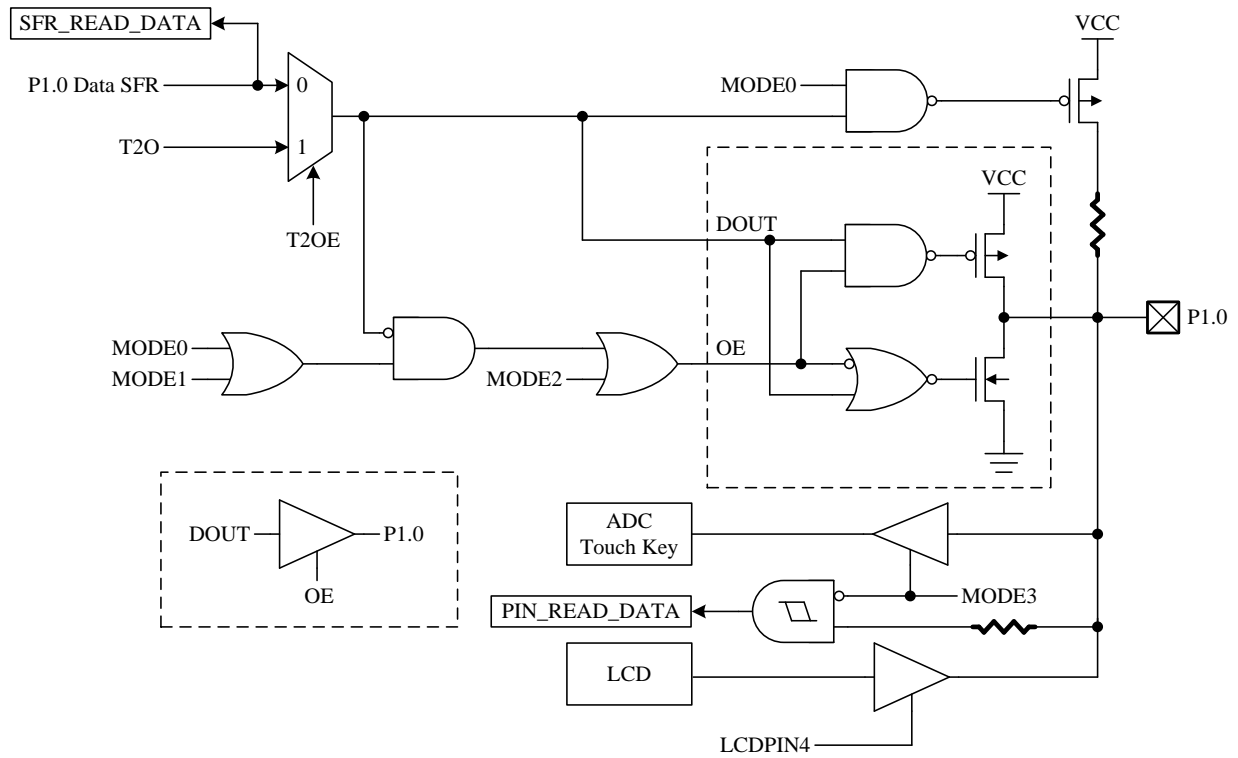 SFR_READ_DATA
VCC
P1.0 Data SFR
0
MODE0
T2O
1
VCC
T2OE
DOUT
P1.0
MODE0
MODE1
MODE2
OE
DOUT
P1.0
OE
ADC
Touch Key
MODE3
PIN_READ_DATA
LCD
LCDPIN4